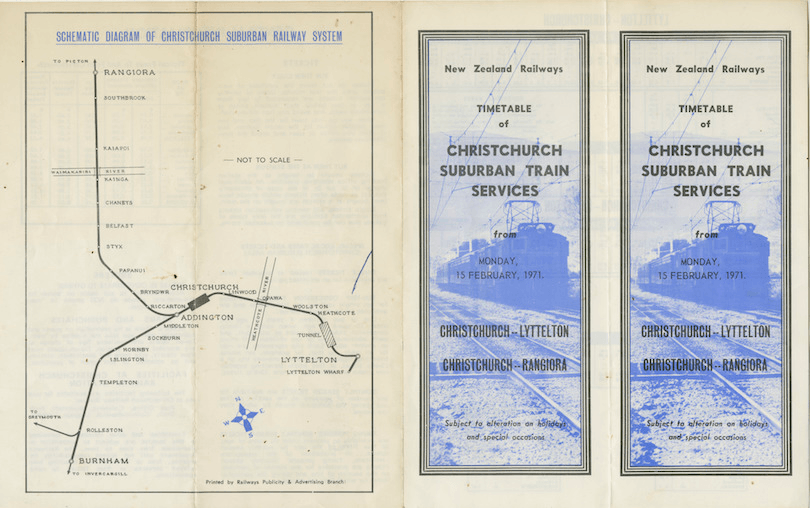 SCHEMATIC DIAGRAM OF CHRISTCHURCH SUBURBAN RAILWAY SYSTEM
TO PICTON
RANGIORA
SOUTHBROOK
KAIAPOI
WAIMAKARIRI RIVER
KAINGA
CHANEYS
BELFAST
STYX
PAPANUI
BRYNDWR
RICCARTON
CHRISTCHURCH
ADDINGTON
LINWOOD
OPAWA
HEATHCOTE RIVER
WOOLSTON
HEATHCOTE
TUNNEL
LYTTELTON
LYTTELTON WHARF
MIDDLETON
SOCKBURN
HORNBY
ISLINGTON
TEMPLETON
TO
GREYMOUTH
ROLLESTON
BURNHAM
TO INVERCARGILL
— NOT TO SCALE —
N
W E
S
Printed by Railways Publicity & Advertising Branch.
New Zealand Railways
TIMETABLE
of
CHRISTCHURCH
SUBURBAN TRAIN
SERVICES
from
MONDAY,
15 FEBRUARY, 1971.
CHRISTCHURCH - LYTTELTON
CHRISTCHURCH - RANGIORA
Subject to alteration on holidays
and special occasions
New Zealand Railways
TIMETABLE
of
CHRISTCHURCH
SUBURBAN TRAIN
SERVICES
from
MONDAY,
15 FEBRUARY, 1971.
CHRISTCHURCH - LYTTELTON
CHRISTCHURCH - RANGIORA
Subject to alteration on holidays
and special occasions